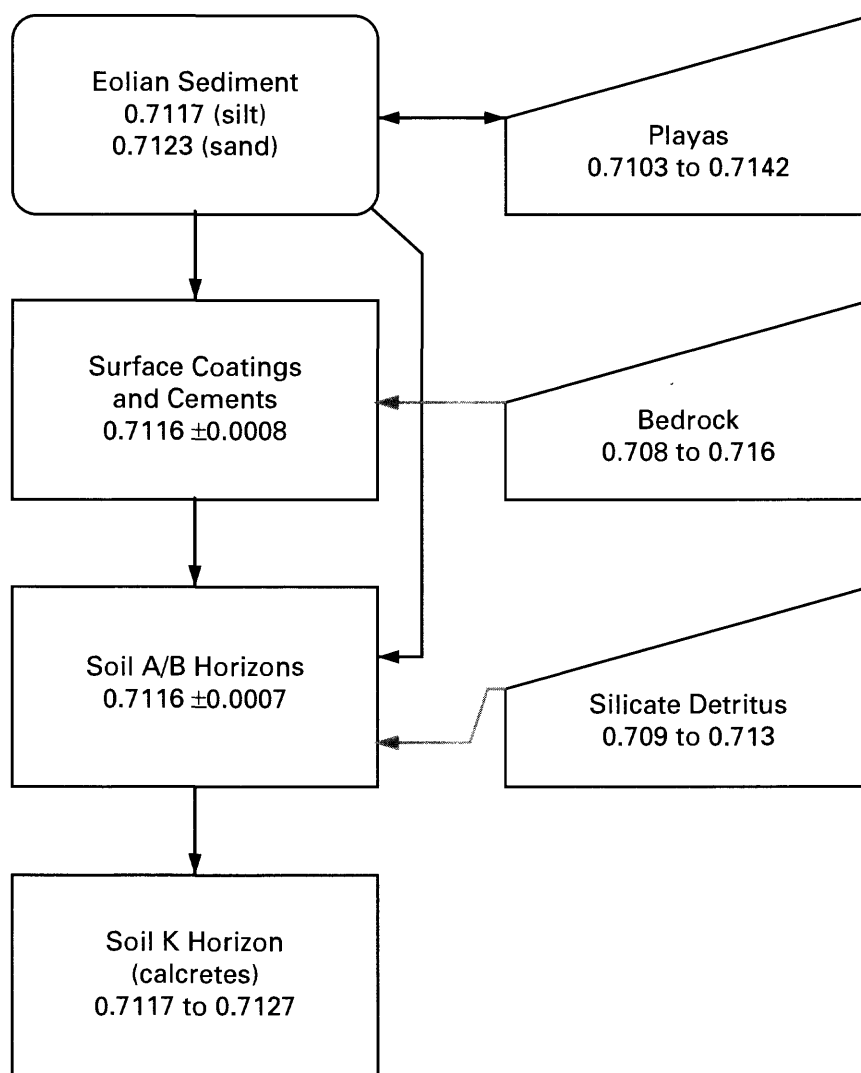 Eolian Sediment
0.7117 (silt)
0.7123 (sand)
Playas
0.7103 to 0.7142
Surface Coatings
and Cements
0.7116 ±0.0008
Bedrock
0.708 to 0.716
Soil A/B Horizons
0.7116 ±0.0007
Silicate Detritus
0.709 to 0.713
Soil K Horizon
(calcretes)
0.7117 to 0.7127